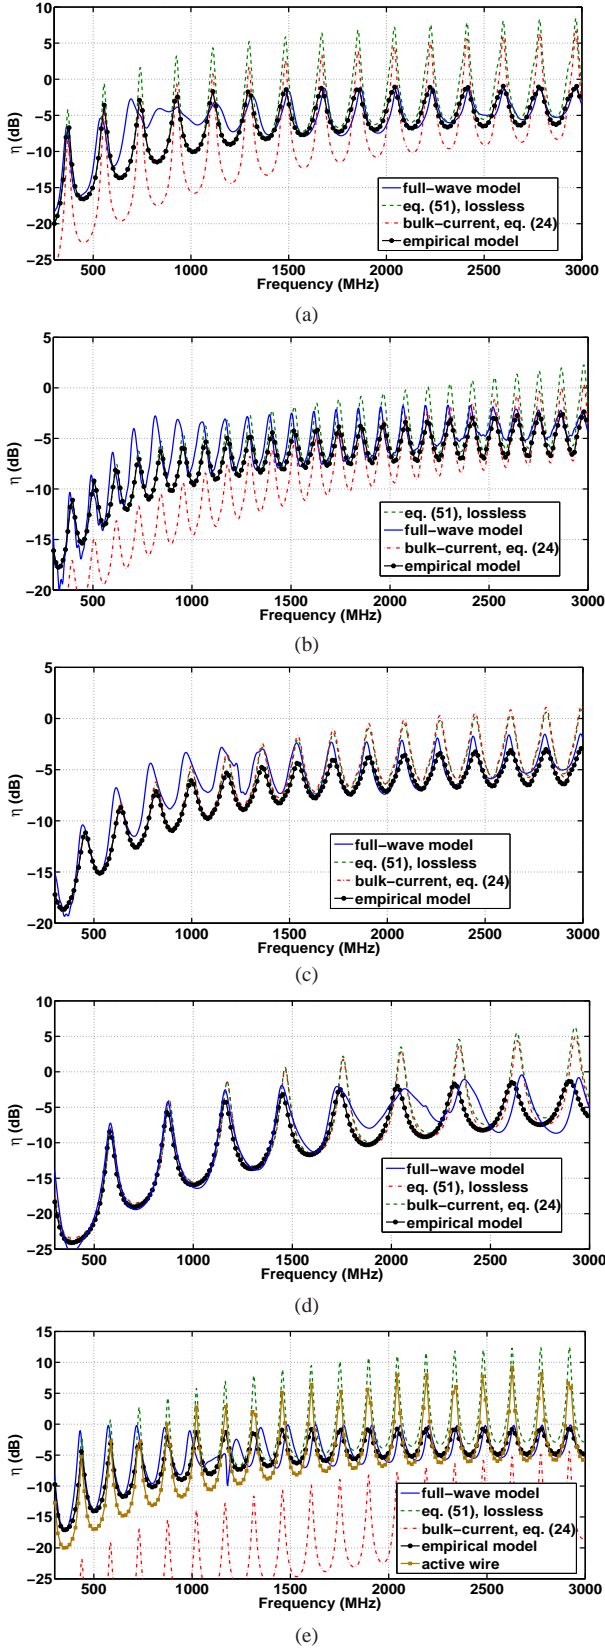 10
5
0
−5
−10
−15
−20
−25
η (dB)
500 1000 1500 2000 2500 3000
Frequency (MHz)
full−wave model
eq. (51), lossless
bulk−current, eq. (24)
empirical model
(a)
5
0
−5
−10
−15
−20
η (dB)
500 1000 1500 2000 2500 3000
Frequency (MHz)
eq. (51), lossless
full−wave model
bulk−current, eq. (24)
empirical model
(b)
5
0
−5
−10
−15
−20
η (dB)
500 1000 1500 2000 2500 3000
Frequency (MHz)
full−wave model
eq. (51), lossless
bulk−current, eq. (24)
empirical model
(c)
10
5
0
−5
−10
−15
−20
−25
η (dB)
500 1000 1500 2000 2500 3000
Frequency (MHz)
full−wave model
eq. (51), lossless
bulk−current, eq. (24)
empirical model
(d)
15
10
5
0
−5
−10
−15
−20
−25
η (dB)
500 1000 1500 2000 2500 3000
Frequency (MHz)
full−wave model
eq. (51), lossless
bulk−current, eq. (24)
empirical model
active wire
(e)